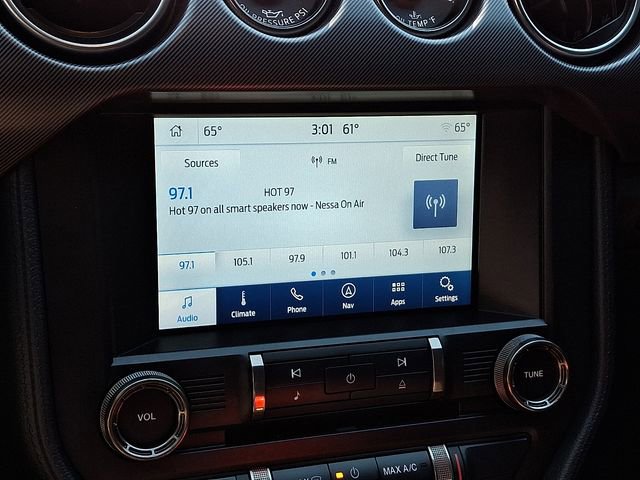 OIL PRESSURE PSI
OIL TEMP °F
65° 3:01 61° 65°
Sources FM Direct Tune
97.1 HOT 97
Hot 97 on all smart speakers now - Nessa On Air
97.1 105.1 97.9 101.1 104.3 107.3
Audio Climate Phone Nav Apps Settings
VOL TUNE
MAX A/C